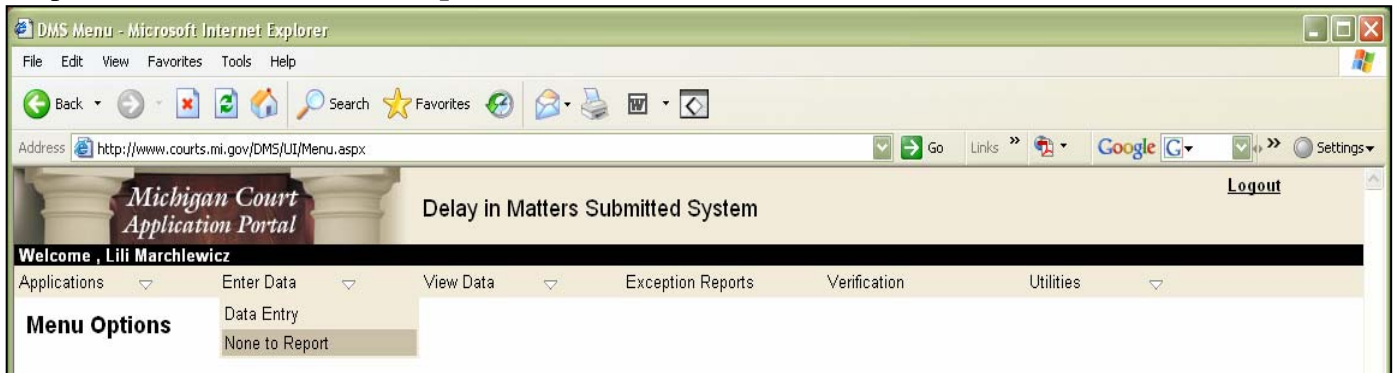 DMS Menu - Microsoft Internet Explorer
File Edit View Favorites Tools Help
Back Search Favorites W
Address http://www.courts.mi.gov/DMS/UI/Menu.aspx Go Links » Google G » Settings
Michigan Court
Application Portal
Delay in Matters Submitted System
Logout
Welcome , Lili Marchlewicz
Applications Enter Data View Data Exception Reports Verification Utilities
Menu Options
Data Entry
None to Report